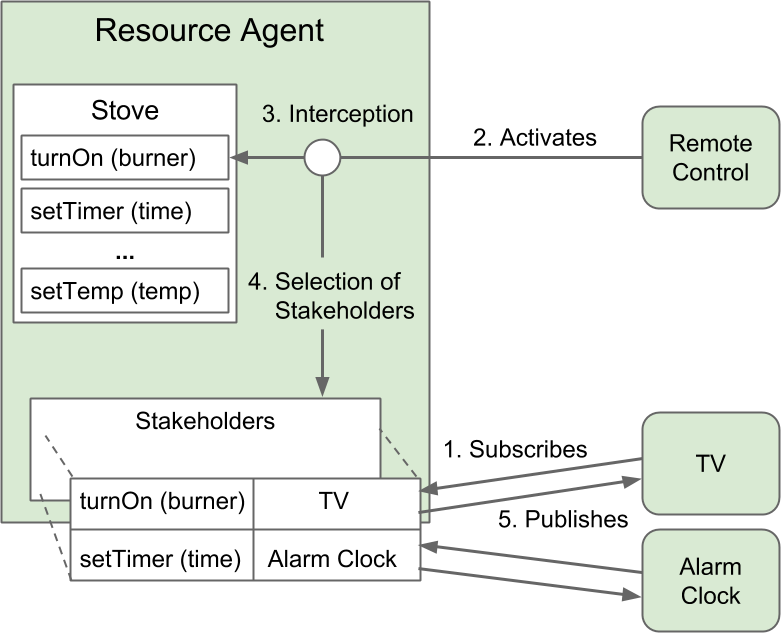 Resource Agent
Stove
turnOn (burner)
setTimer (time)
...
setTemp (temp)
3. Interception
2. Activates
Remote
Control
4. Selection of
Stakeholders
Stakeholders
turnOn (burner) TV
setTimer (time) Alarm Clock
1. Subscribes
5. Publishes
TV
Alarm
Clock